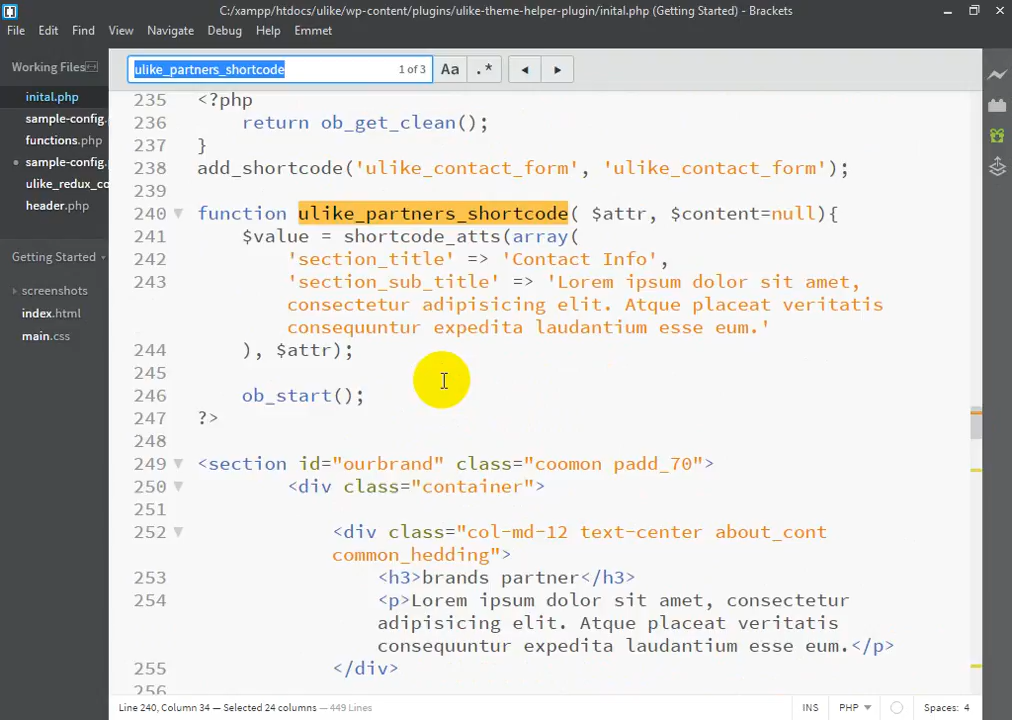 C:/xampp/htdocs/ulike/wp-content/plugins/ulike-theme-helper-plugin/inital.php (Getting Started) - Brackets
File Edit Find View Navigate Debug Help Emmet
Working Files
inital.php
sample-config.
functions.php
sample-config.
ulike_redux_co
header.php
Getting Started
screenshots
index.html
main.css
ulike_partners_shortcode 1 of 3 Aa .*
235 <?php
236 return ob_get_clean();
237 }
238 add_shortcode('ulike_contact_form', 'ulike_contact_form');
239
240 function ulike_partners_shortcode( $attr, $content=null){
241 $value = shortcode_atts(array(
242 'section_title' => 'Contact Info',
243 'section_sub_title' => 'Lorem ipsum dolor sit amet,
consectetur adipisicing elit. Atque placeat veritatis
consequuntur expedita laudantium esse eum.'
244 ), $attr);
245
246 ob_start();
247 ?>
248
249 <section id="ourbrand" class="coomon padd_70">
250 <div class="container">
251
252 <div class="col-md-12 text-center about_cont
common_hedding">
253 <h3>brands partner</h3>
254 <p>Lorem ipsum dolor sit amet, consectetur
adipisicing elit. Atque placeat veritatis
consequuntur expedita laudantium esse eum.</p>
255 </div>
256
Line 240, Column 34 — Selected 24 columns — 449 Lines
INS PHP Spaces: 4